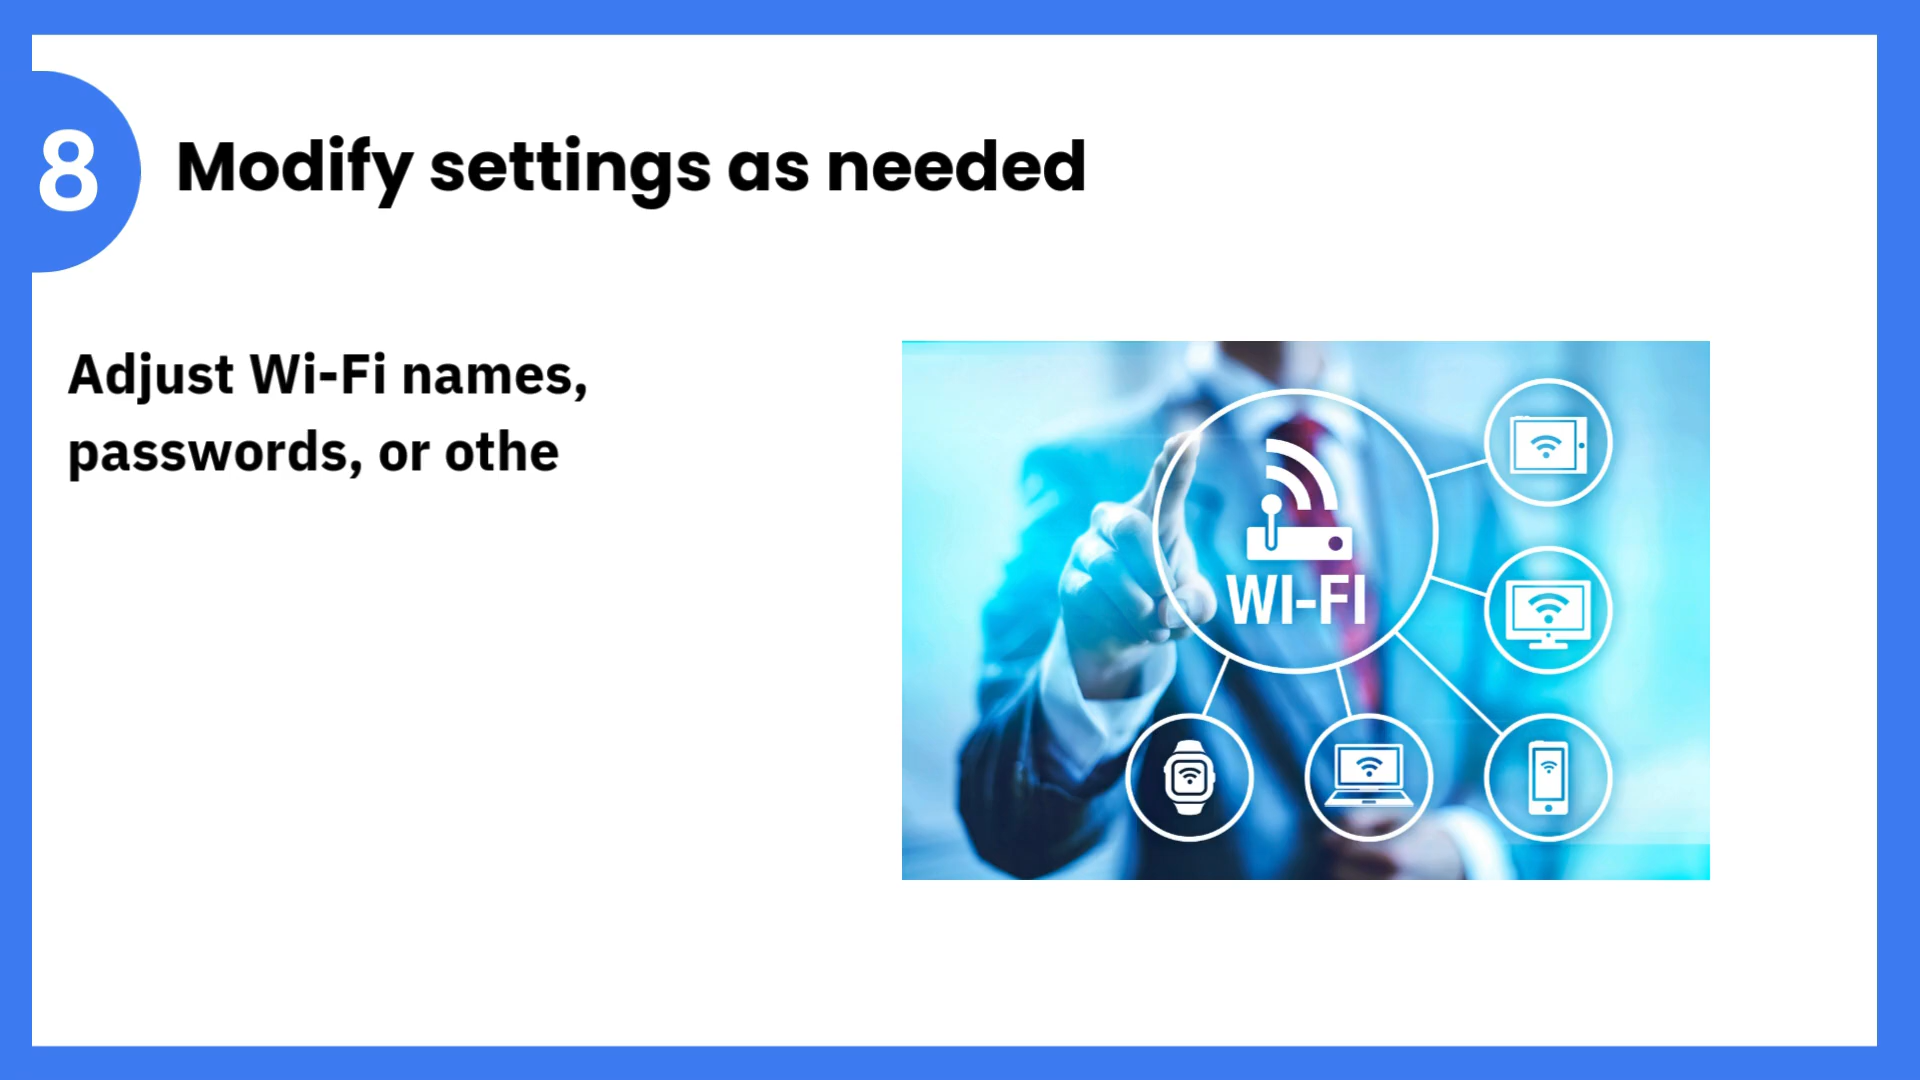 8
Modify settings as needed
Adjust Wi-Fi names,
passwords, or othe
WI-FI